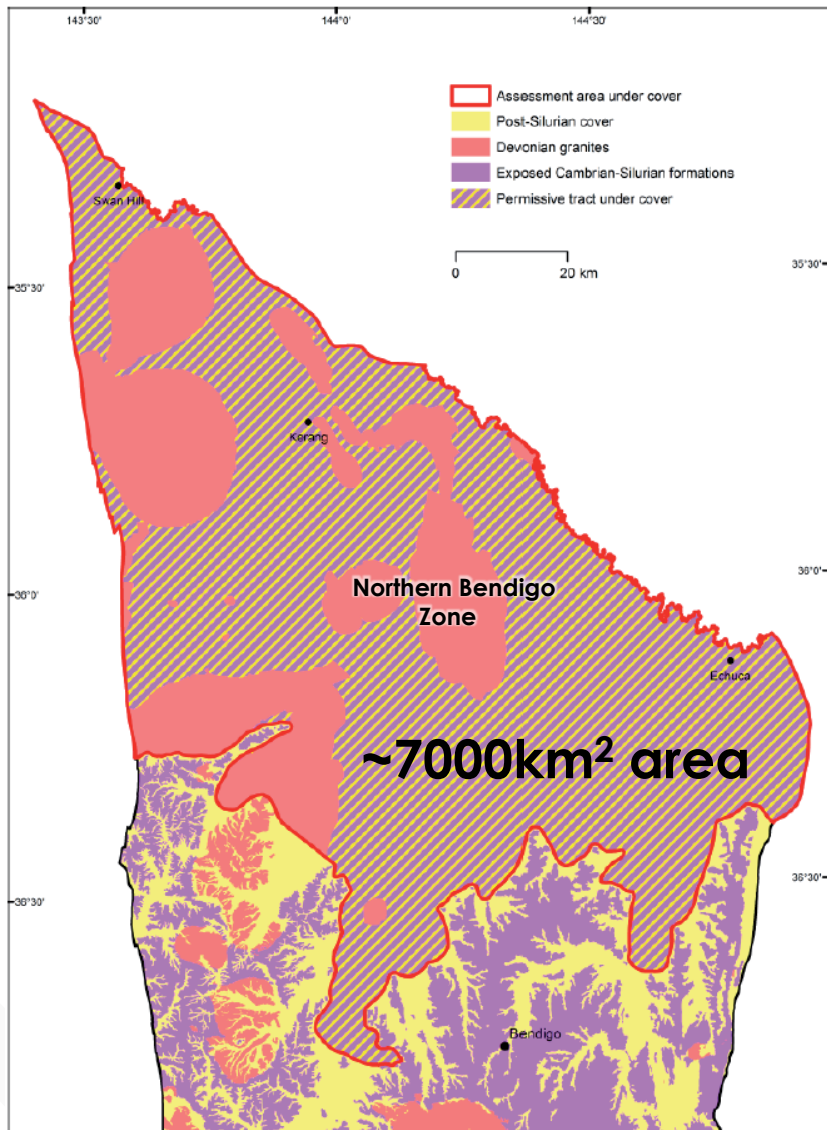 143°30'
144°0'
144°30'
Assessment area under cover
Post-Silurian cover
Devonian granites
Exposed Cambrian-Silurian formations
Permissive tract under cover
0 20 km
Swan Hill
35°30'
35°30'
Kerang
36°0'
36°0'
Northern Bendigo
Zone
Echuca
~7000km² area
36°30'
36°30'
Bendigo